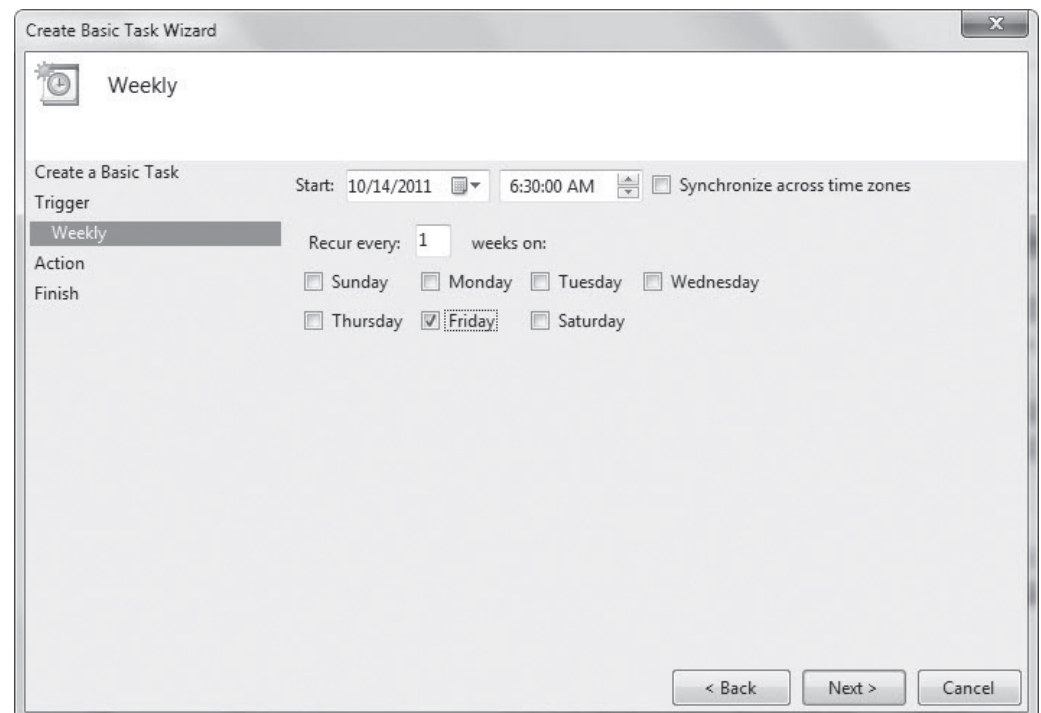 Create Basic Task Wizard
Weekly
Create a Basic Task
Trigger
Weekly
Action
Finish
Start: 10/14/2011 6:30:00 AM Synchronize across time zones
Recur every: 1 weeks on:
Sunday Monday Tuesday Wednesday
Thursday Friday Saturday
< Back Next > Cancel